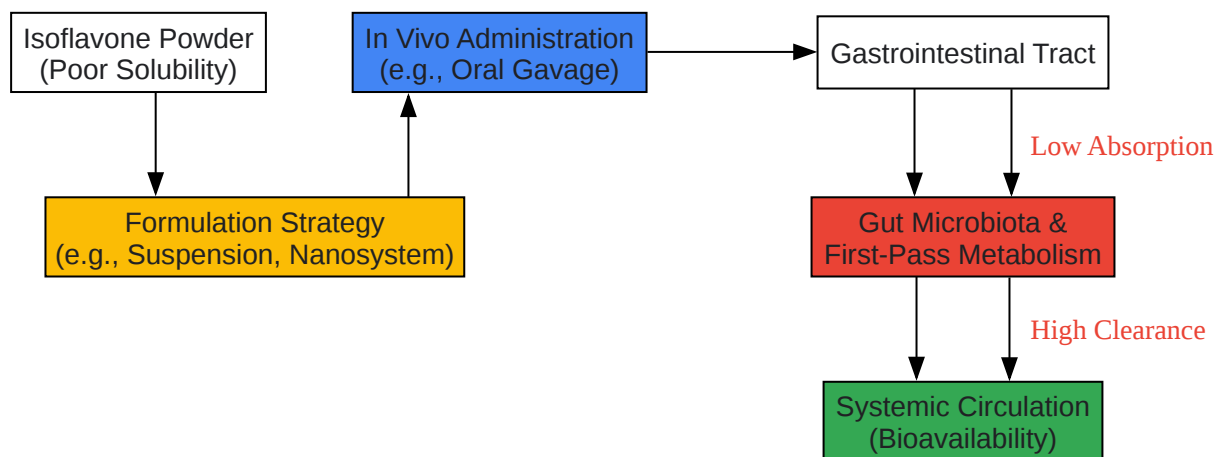 Isoflavone Powder
(Poor Solubility)
In Vivo Administration
(e.g., Oral Gavage)
Gastrointestinal Tract
Low Absorption
Formulation Strategy
(e.g., Suspension, Nanosystem)
Gut Microbiota &
First-Pass Metabolism
High Clearance
Systemic Circulation
(Bioavailability)